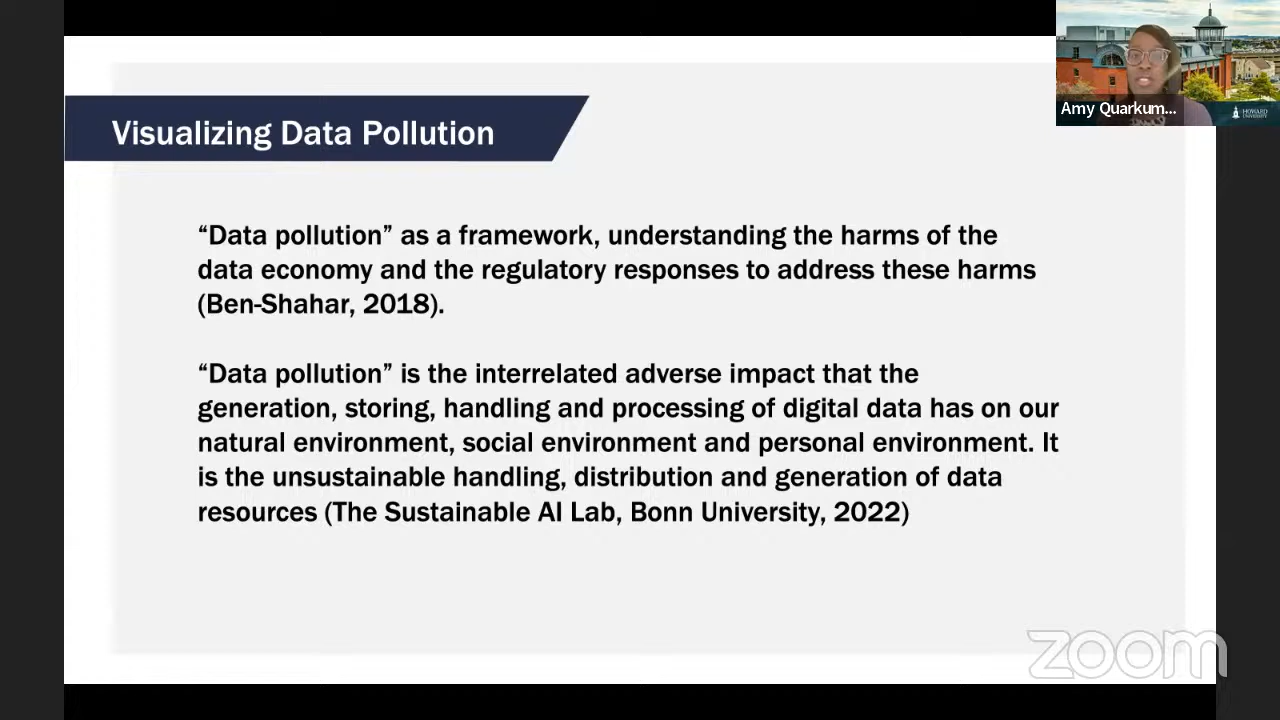 Visualizing Data Pollution
“Data pollution” as a framework, understanding the harms of the
data economy and the regulatory responses to address these harms
(Ben-Shahar, 2018).
“Data pollution” is the interrelated adverse impact that the
generation, storing, handling and processing of digital data has on our
natural environment, social environment and personal environment. It
is the unsustainable handling, distribution and generation of data
resources (The Sustainable AI Lab, Bonn University, 2022)
Amy Quarkum...
HOWARD
UNIVERSITY
zoom